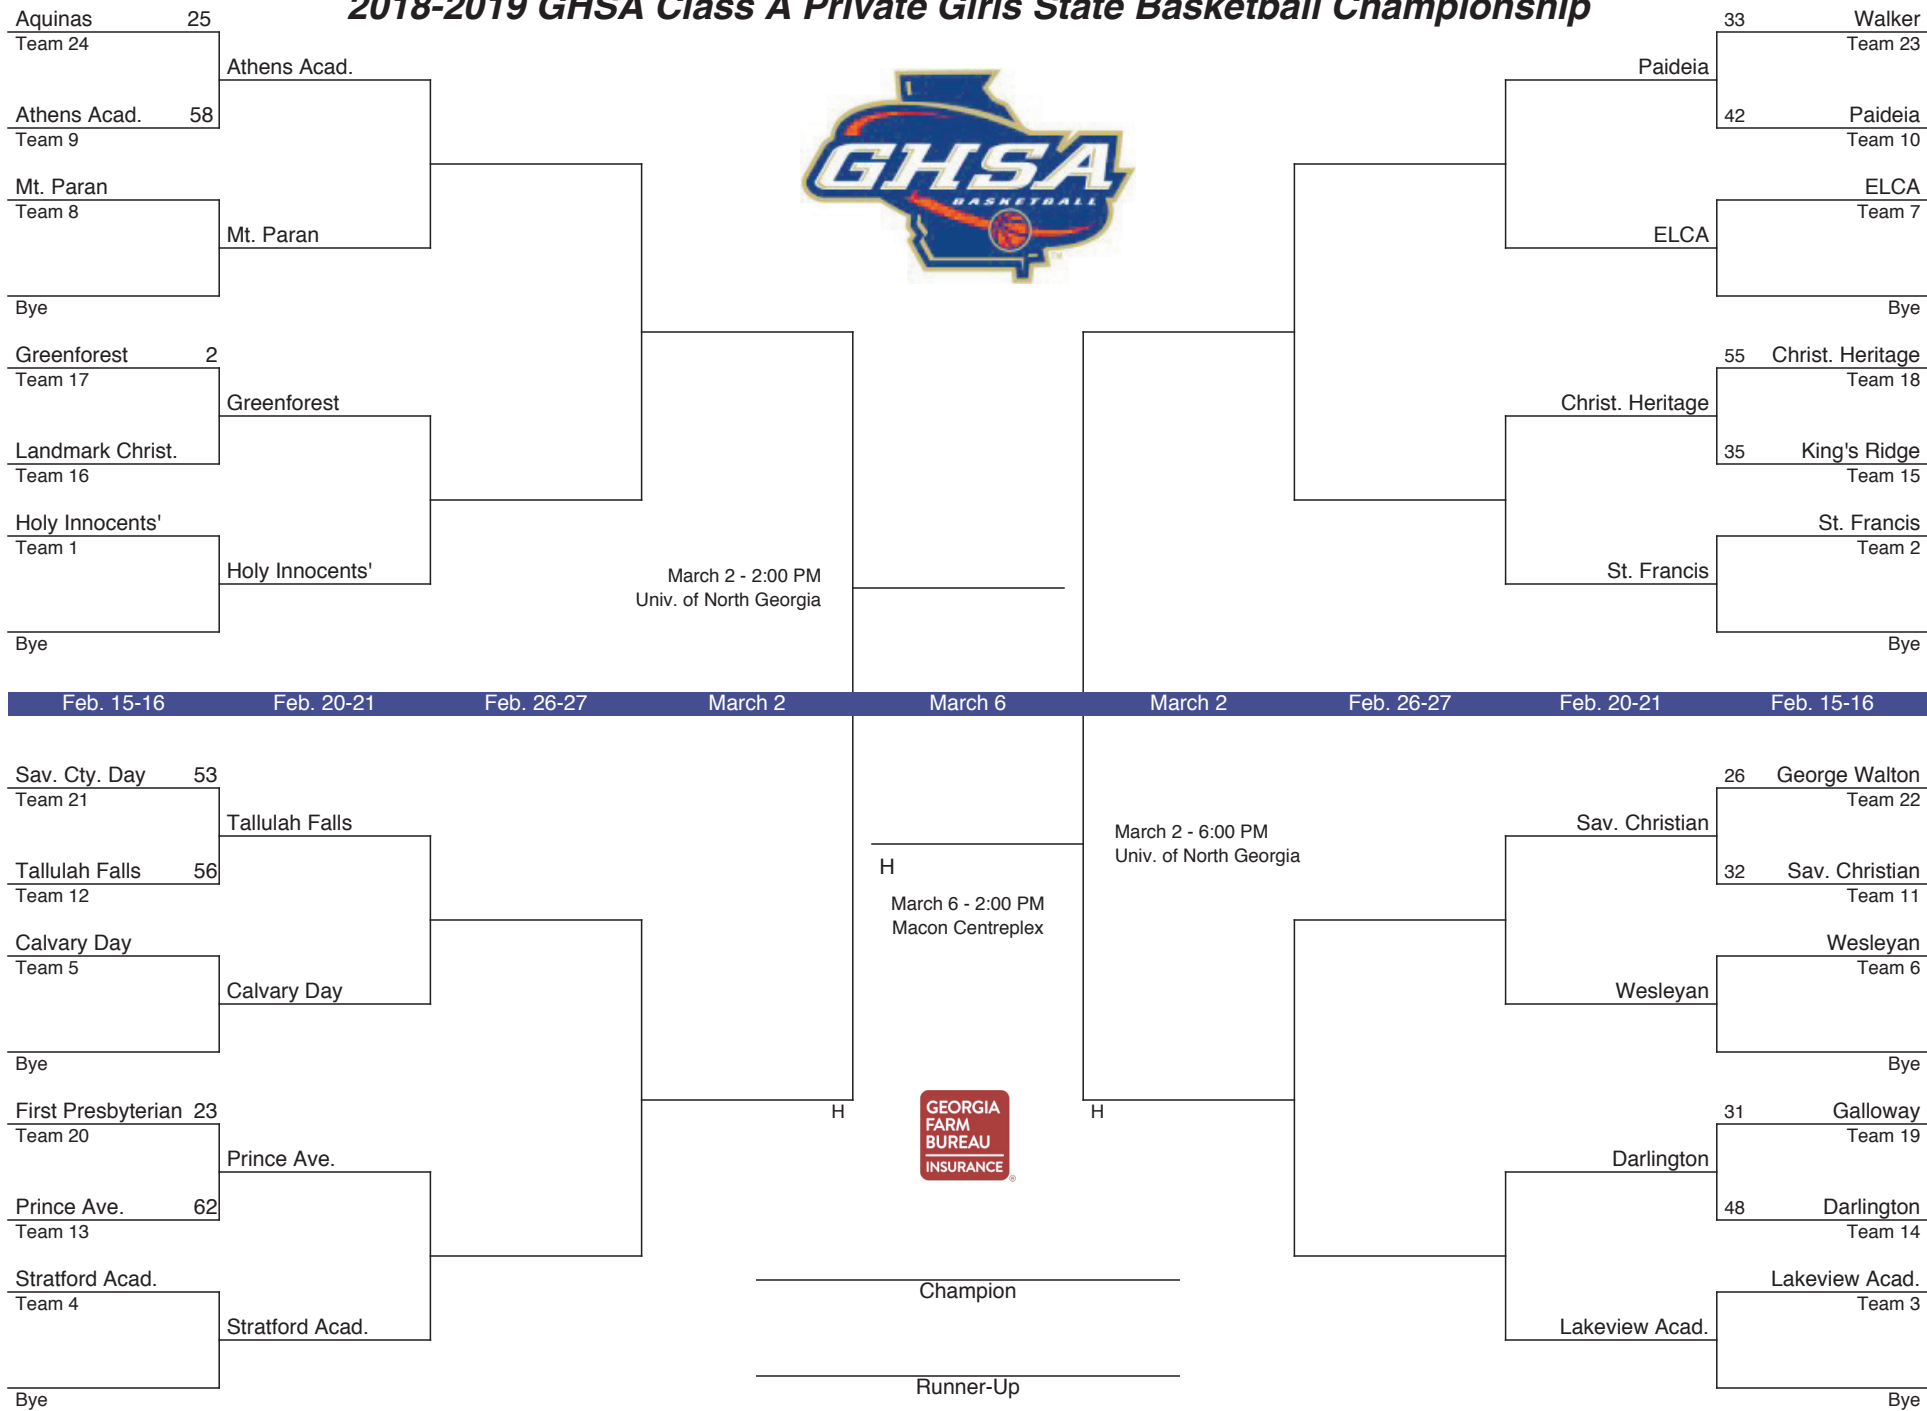 2018-2019 GHSA Class A Private Girls State Basketball Championship
Aquinas 25
Team 24
Athens Acad.
Athens Acad. 58
Team 9
Mt. Paran
Team 8
Mt. Paran
Bye
Greenforest 2
Team 17
Greenforest
Landmark Christ.
Team 16
Holy Innocents'
Team 1
Holy Innocents'
Bye
GHSA
BASKETBALL
TM
March 2 - 2:00 PM
Univ. of North Georgia
33 Walker
Team 23
Paideia
42 Paideia
Team 10
ELCA
Team 7
ELCA
Bye
55 Christ. Heritage
Team 18
Christ. Heritage
35 King's Ridge
Team 15
St. Francis
Team 2
St. Francis
Bye
Feb. 15-16 Feb. 20-21 Feb. 26-27 March 2 March 6 March 2 Feb. 26-27 Feb. 20-21 Feb. 15-16
Sav. Cty. Day 53
Team 21
Tallulah Falls
Tallulah Falls 56
Team 12
Calvary Day
Team 5
Calvary Day
Bye
First Presbyterian 23
Team 20
Prince Ave.
Prince Ave. 62
Team 13
Stratford Acad.
Team 4
Stratford Acad.
Bye
H
H
March 6 - 2:00 PM
Macon Centreplex
March 2 - 6:00 PM
Univ. of North Georgia
H
GEORGIA
FARM
BUREAU
INSURANCE
®
Champion
Runner-Up
26 George Walton
Team 22
Sav. Christian
32 Sav. Christian
Team 11
Wesleyan
Team 6
Wesleyan
Bye
31 Galloway
Team 19
Darlington
48 Darlington
Team 14
Lakeview Acad.
Team 3
Lakeview Acad.
Bye